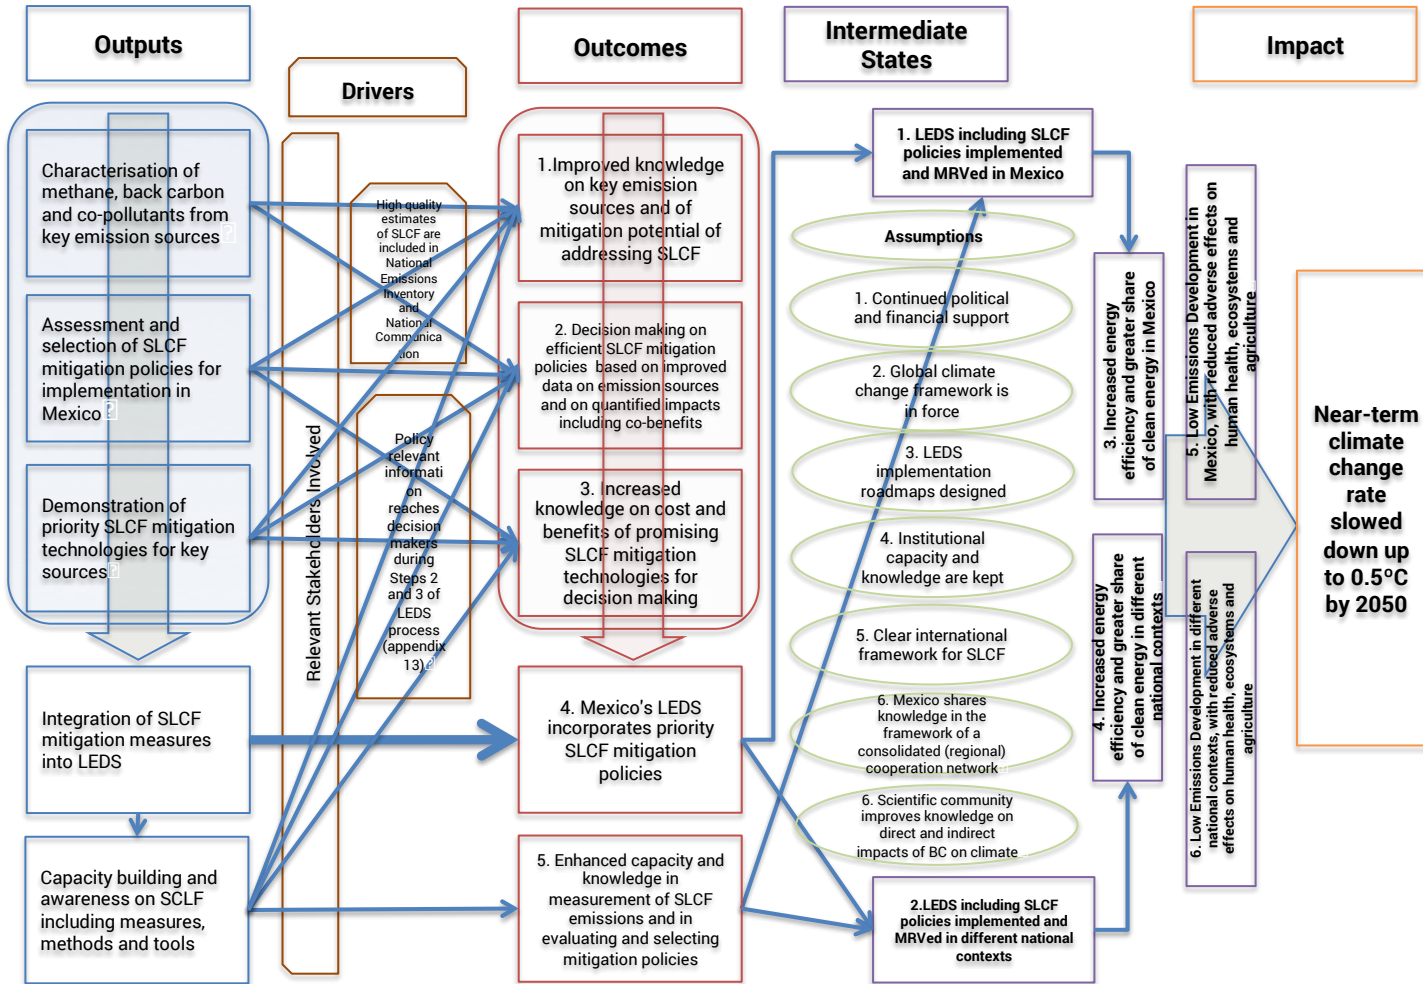 Outputs
Drivers
Outcomes
Intermediate
States
Impact
Characterisation of
methane, back carbon
and co-pollutants from
key emission sources
Assessment and
selection of SLCF
mitigation policies for
implementation in
Mexico
Demonstration of
priority SLCF mitigation
technologies for key
sources
Integration of SLCF
mitigation measures
into LEDS
Capacity building and
awareness on SCLF
including measures,
methods and tools
Relevant Stakeholders Involved
High quality
estimates
of SLCF are
included in
National
Emissions
Inventory
and
National
Communica
tion
Policy
relevant
informati
on
reaches
decision
makers
during
Steps 2
and 3 of
LEDS
process
(appendix
13)
1.Improved knowledge
on key emission
sources and of
mitigation potential of
addressing SLCF
2. Decision making on
efficient SLCF mitigation
policies based on improved
data on emission sources
and on quantified impacts
including co-benefits
3. Increased
knowledge on cost and
benefits of promising
SLCF mitigation
technologies for
decision making
4. Mexico's LEDS
incorporates priority
SLCF mitigation
policies
5. Enhanced capacity and
knowledge in
measurement of SLCF
emissions and in
evaluating and selecting
mitigation policies
1. LEDS including SLCF
policies implemented
and MRVed in Mexico
Assumptions
1. Continued political
and financial support
2. Global climate
change framework is
in force
3. LEDS
implementation
roadmaps designed
4. Institutional
capacity and
knowledge are kept
5. Clear international
framework for SLCF
6. Mexico shares
knowledge in the
framework of a
consolidated (regional)
cooperation network
6. Scientific community
improves knowledge on
direct and indirect
impacts of BC on climate
2.LEDS including SLCF
policies implemented and
MRVed in different national
contexts
3. Increased energy
efficiency and greater share
of clean energy in Mexico
4. Increased energy
efficiency and greater share
of clean energy in different
national contexts
5. Low Emissions Development in
Mexico, with reduced adverse effects on
human health, ecosystems and
agriculture
6. Low Emissions Development in different
national contexts, with reduced adverse
effects on human health, ecosystems and
agriculture
Near-term
climate
change
rate
slowed
down up
to 0.5ºC
by 2050